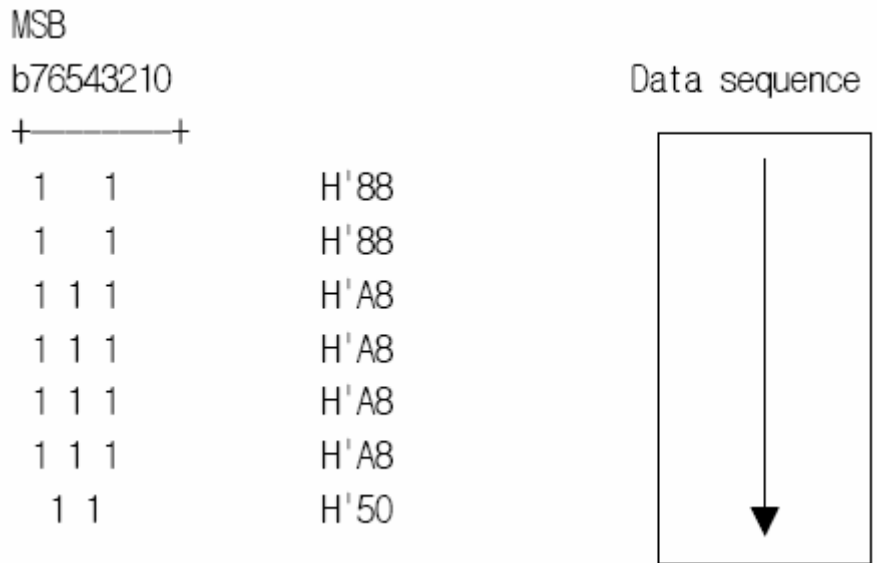 MSB
b76543210 Data sequence
+————————+
1   1 H'88
1   1 H'88
1 1 1 H'A8
1 1 1 H'A8
1 1 1 H'A8
1 1 1 H'A8
1 1 H'50